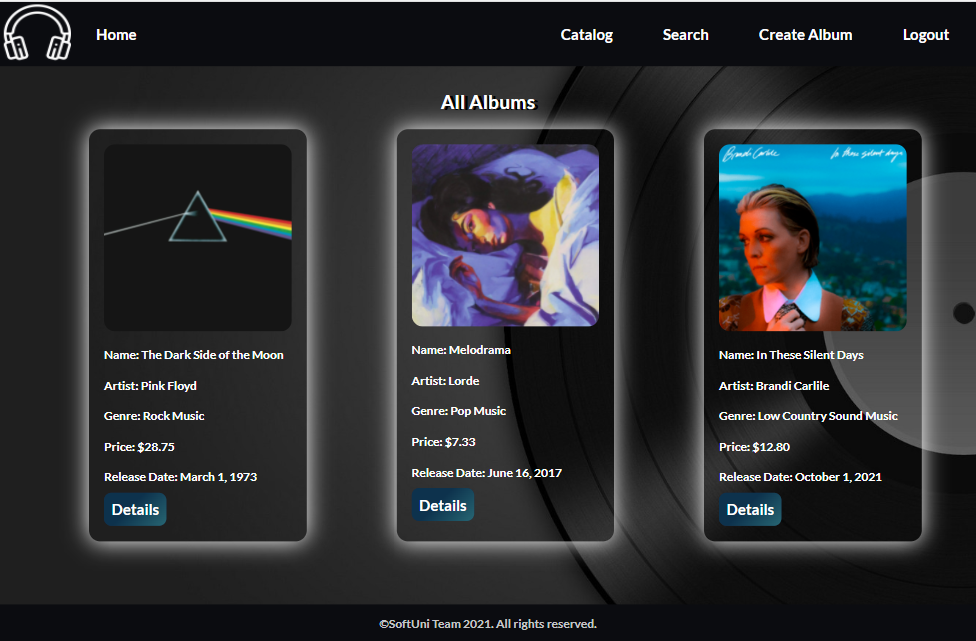 Home
Catalog
Search
Create Album
Logout
All Albums
Name: The Dark Side of the Moon
Artist: Pink Floyd
Genre: Rock Music
Price: $28.75
Release Date: March 1, 1973
Details
Name: Melodrama
Artist: Lorde
Genre: Pop Music
Price: $7.33
Release Date: June 16, 2017
Details
Brandi Carlile
In these silent days
Name: In These Silent Days
Artist: Brandi Carlile
Genre: Low Country Sound Music
Price: $12.80
Release Date: October 1, 2021
Details
©SoftUni Team 2021. All rights reserved.